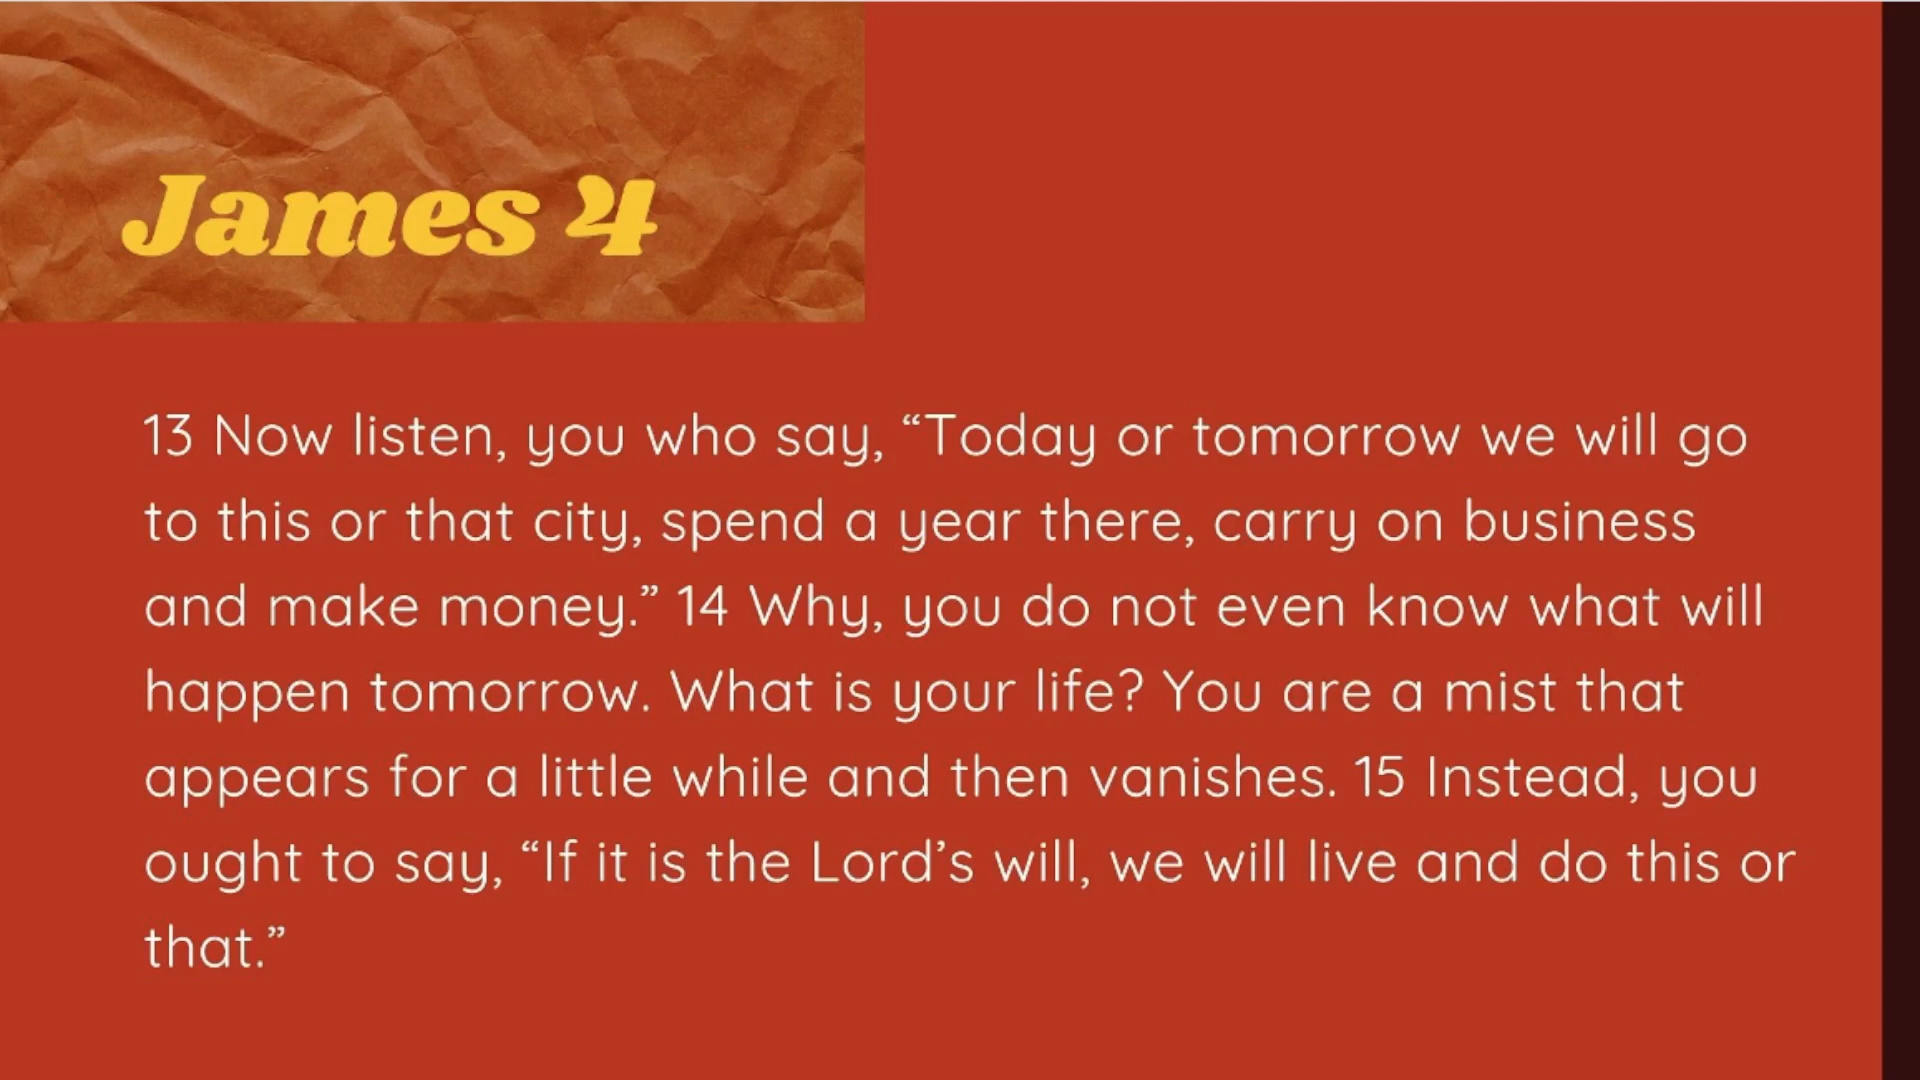 James 4
13 Now listen, you who say, “Today or tomorrow we will go
to this or that city, spend a year there, carry on business
and make money.” 14 Why, you do not even know what will
happen tomorrow. What is your life? You are a mist that
appears for a little while and then vanishes. 15 Instead, you
ought to say, “If it is the Lord’s will, we will live and do this or
that.”